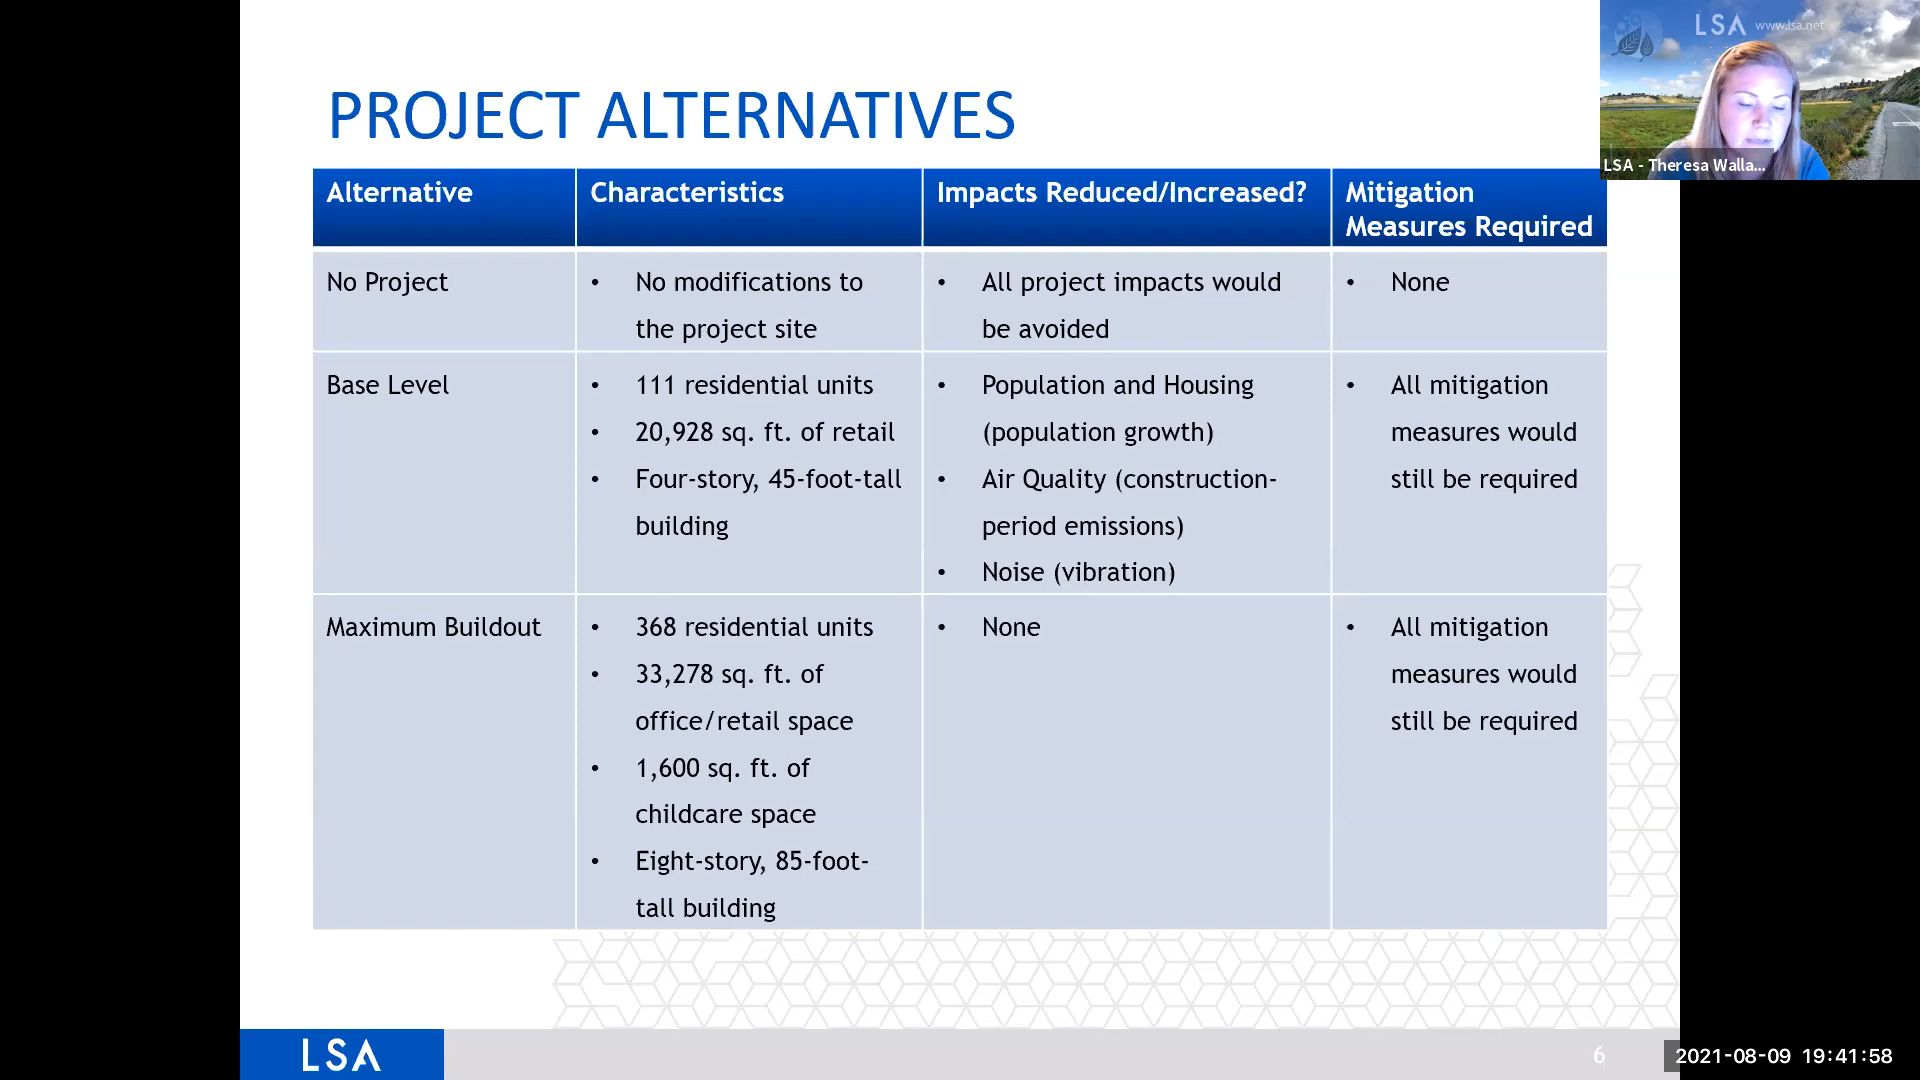 LSA www.lsa.net
LSA - Theresa Walla...
PROJECT ALTERNATIVES
Alternative
Characteristics
Impacts Reduced/Increased?
Mitigation
Measures Required
No Project
• No modifications to
the project site
• All project impacts would
be avoided
• None
Base Level
• 111 residential units
• 20,928 sq. ft. of retail
• Four-story, 45-foot-tall
building
• Population and Housing
(population growth)
• Air Quality (construction-
period emissions)
• Noise (vibration)
• All mitigation
measures would
still be required
Maximum Buildout
• 368 residential units
• 33,278 sq. ft. of
office/retail space
• 1,600 sq. ft. of
childcare space
• Eight-story, 85-foot-
tall building
• None
• All mitigation
measures would
still be required
LSA
6
2021-08-09 19:41:58